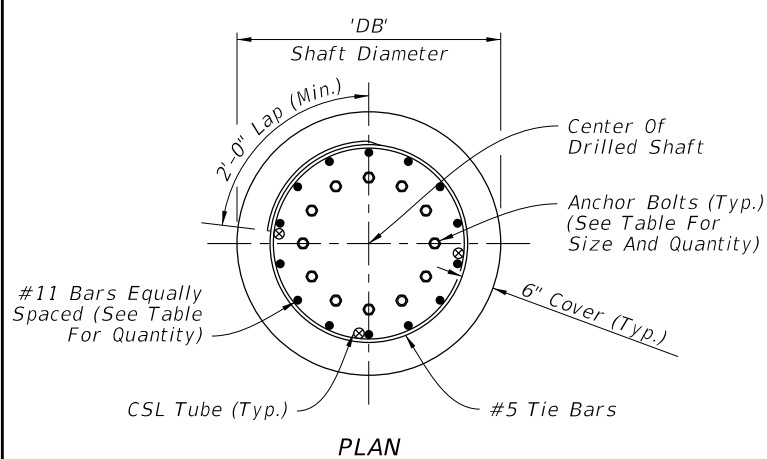 'DB'
Shaft Diameter
2'-0" Lap (Min.)
Center Of
Drilled Shaft
Anchor Bolts (Typ.)
(See Table For
Size And Quantity)
#11 Bars Equally
Spaced (See Table
For Quantity)
6" Cover (Typ.)
CSL Tube (Typ.)
#5 Tie Bars
PLAN